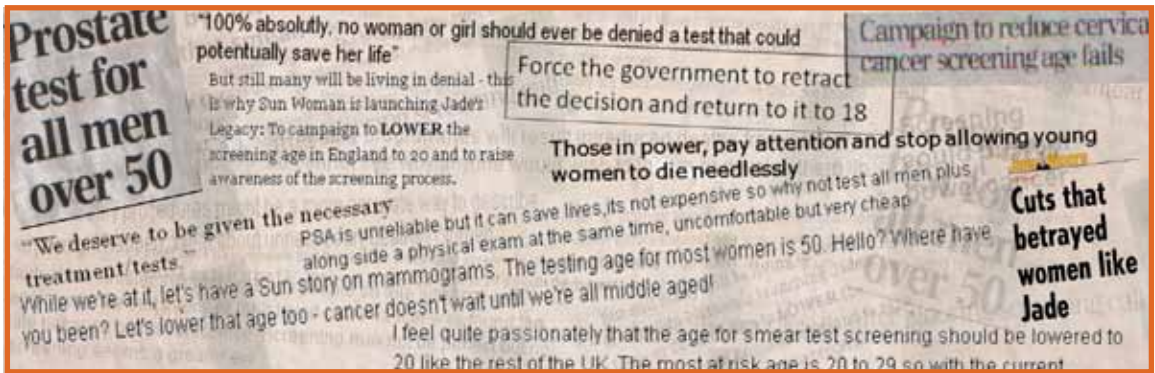 Prostate
test for
all men
over 50
"100% absolutly, no woman or girl should ever be denied a test that could
potentually save her life"
But still many will be living in denial - this
is why Sun Woman is launching Jade's
Legacy: To campaign to LOWER the
screening age in England to 20 and to raise
awareness of the screening process.
Force the government to retract
the decision and return to it to 18
Campaign to reduce cervica
cancer screening age fails
Those in power, pay attention and stop allowing young
women to die needlessly
"We deserve to be given the necessary
treatment/tests."
PSA is unreliable but it can save lives,its not expensive so why not test all men plus
along side a physical exam at the same time, uncomfortable but very cheap
While we're at it, let's have a Sun story on mammograms. The testing age for most women is 50. Hello? Where have
you been? Let's lower that age too - cancer doesn't wait until we're all middle aged!
Cuts that
betrayed
women like
Jade
I feel quite passionately that the age for smear test screening should be lowered to
20 like the rest of the UK. The most at risk age is 20 to 29 so with the current
over 50